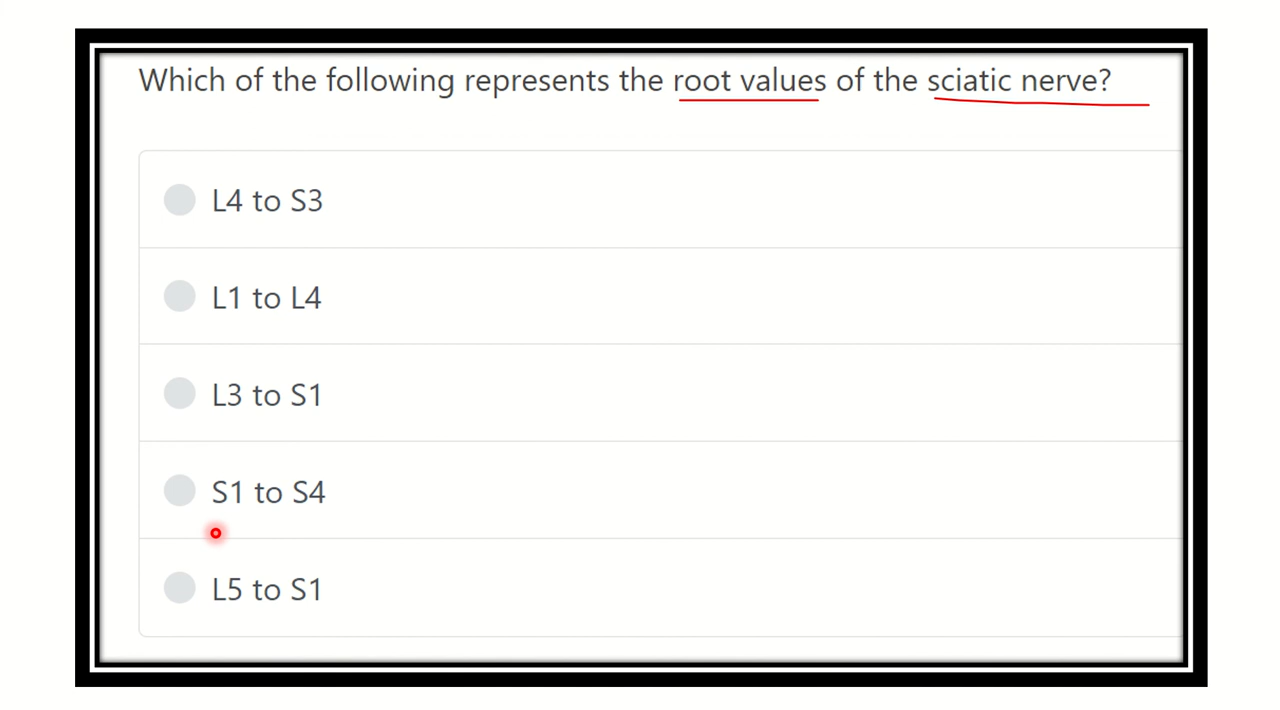 Which of the following represents the root values of the sciatic nerve?
L4 to S3
L1 to L4
L3 to S1
S1 to S4
L5 to S1